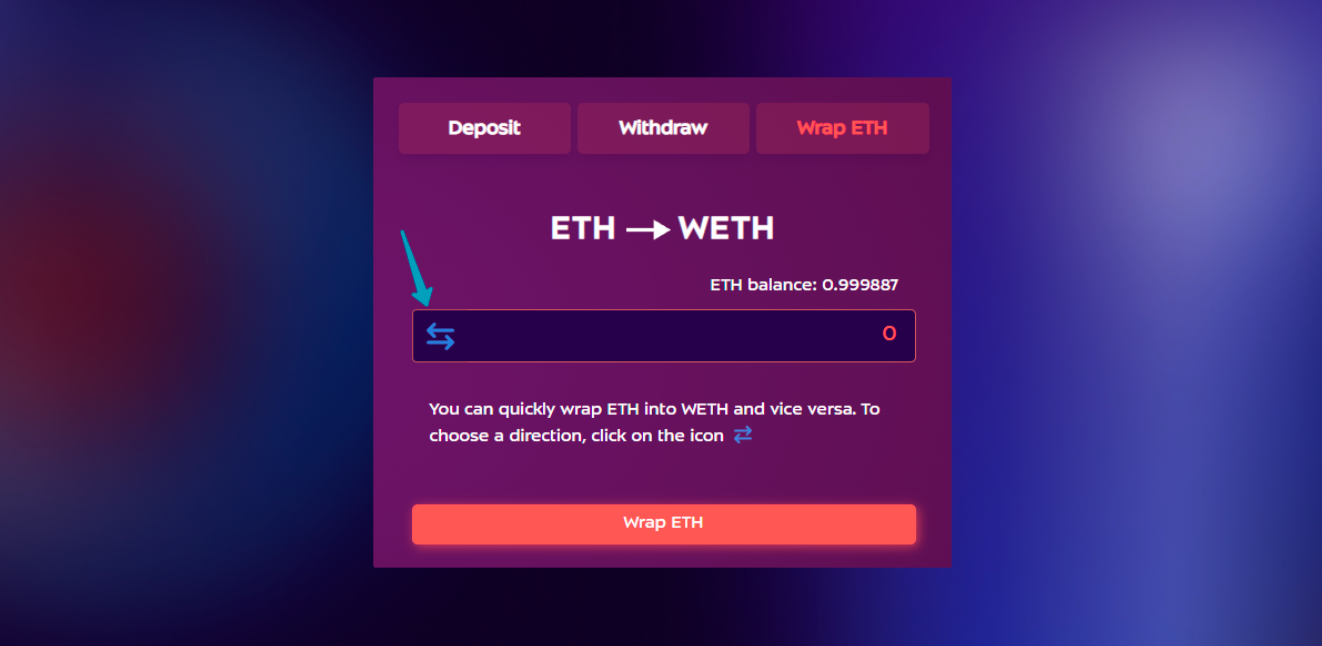 Deposit Withdraw Wrap ETH
ETH → WETH
ETH balance: 0.999887
0
You can quickly wrap ETH into WETH and vice versa. To
choose a direction, click on the icon
Wrap ETH